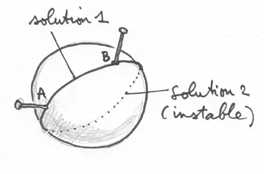 solution 1
B
A
solution 2
(instable)